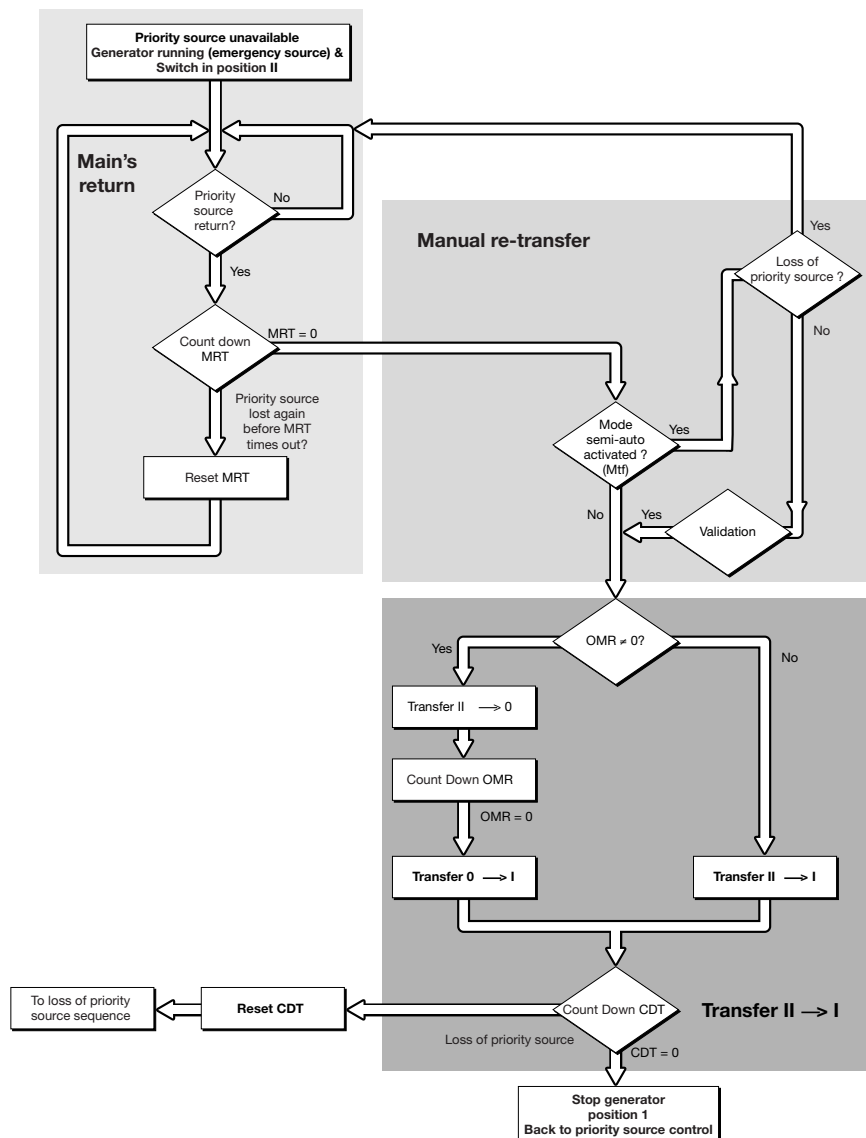 Priority source unavailable
Generator running (emergency source) &
Switch in position II
Main's
return
Priority
source
return?
No
Yes
Count down
MRT
MRT = 0
Priority source
lost again
before MRT
times out?
Reset MRT
Manual re-transfer
Yes
Loss of
priority source ?
No
Mode
semi-auto
activated ?
(Mtf)
Yes
No
Yes
Validation
OMR ≠ 0?
Yes
No
Transfer II —> 0
Count Down OMR
OMR = 0
Transfer 0 —> I
Transfer II —> I
To loss of priority
source sequence
Reset CDT
Count Down CDT
Transfer II —> I
Loss of priority source
CDT = 0
Stop generator
position 1
Back to priority source control